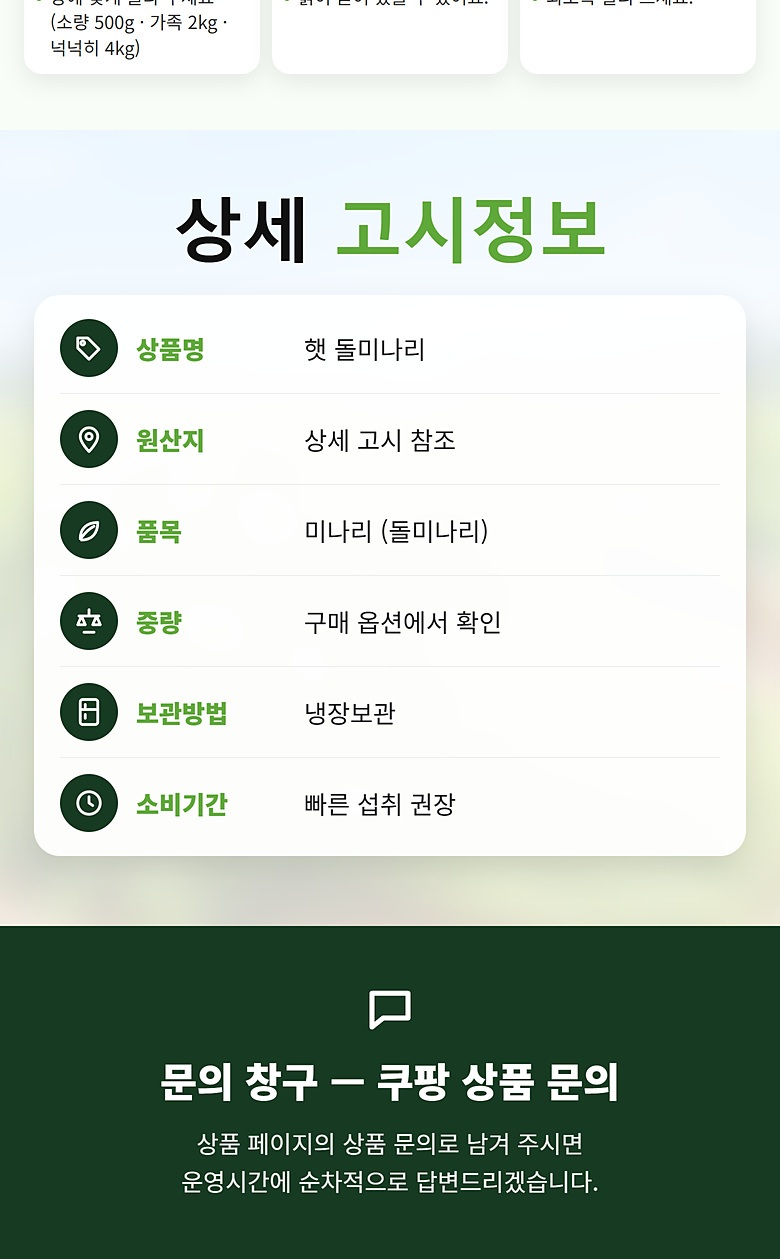 (소량 500g · 가족 2kg ·
넉넉히 4kg)
상세 고시정보
상품명 햇 돌미나리
원산지 상세 고시 참조
품목 미나리 (돌미나리)
중량 구매 옵션에서 확인
보관방법 냉장보관
소비기간 빠른 섭취 권장
문의 창구 — 쿠팡 상품 문의
상품 페이지의 상품 문의로 남겨 주시면
운영시간에 순차적으로 답변드리겠습니다.